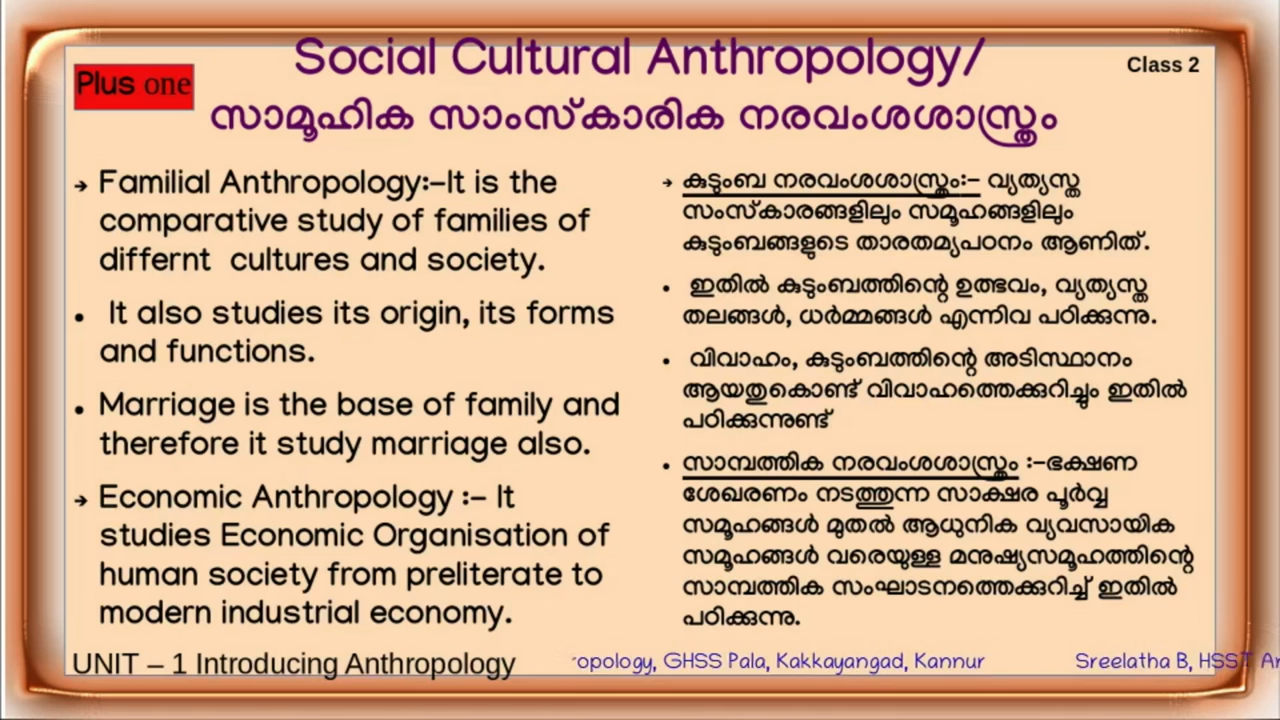 Social Cultural Anthropology/
Plus one
Class 2
സാമൂഹിക സാംസ്കാരിക നരവംശശാസ്ത്രം
→ Familial Anthropology:-It is the
comparative study of families of
differnt cultures and society.
• It also studies its origin, its forms
and functions.
• Marriage is the base of family and
therefore it study marriage also.
→ Economic Anthropology :- It
studies Economic Organisation of
human society from preliterate to
modern industrial economy.
→ കുടുംബ നരവംശശാസ്ത്രം:- വ്യത്യസ്ത
സംസ്കാരങ്ങളിലും സമൂഹങ്ങളിലും
കുടുംബങ്ങളുടെ താരതമ്യപഠനം ആണിത്.
• ഇതിൽ കുടുംബത്തിന്റെ ഉത്ഭവം, വ്യത്യസ്ത
തലങ്ങൾ, ധർമ്മങ്ങൾ എന്നിവ പഠിക്കുന്നു.
• വിവാഹം, കുടുംബത്തിന്റെ അടിസ്ഥാനം
ആയതുകൊണ്ട് വിവാഹത്തെക്കുറിച്ചും ഇതിൽ
പഠിക്കുന്നുണ്ട്
• സാമ്പത്തിക നരവംശശാസ്ത്രം :-ഭക്ഷണ
ശേഖരണം നടത്തുന്ന സാക്ഷര പൂർവ്വ
സമൂഹങ്ങൾ മുതൽ ആധുനിക വ്യവസായിക
സമൂഹങ്ങൾ വരെയുള്ള മനുഷ്യസമൂഹത്തിന്റെ
സാമ്പത്തിക സംഘാടനത്തെക്കുറിച്ച് ഇതിൽ
പഠിക്കുന്നു.
UNIT – 1 Introducing Anthropology
opology, GHSS Pala, Kakkayangad, Kannur Sreelatha B, HSST